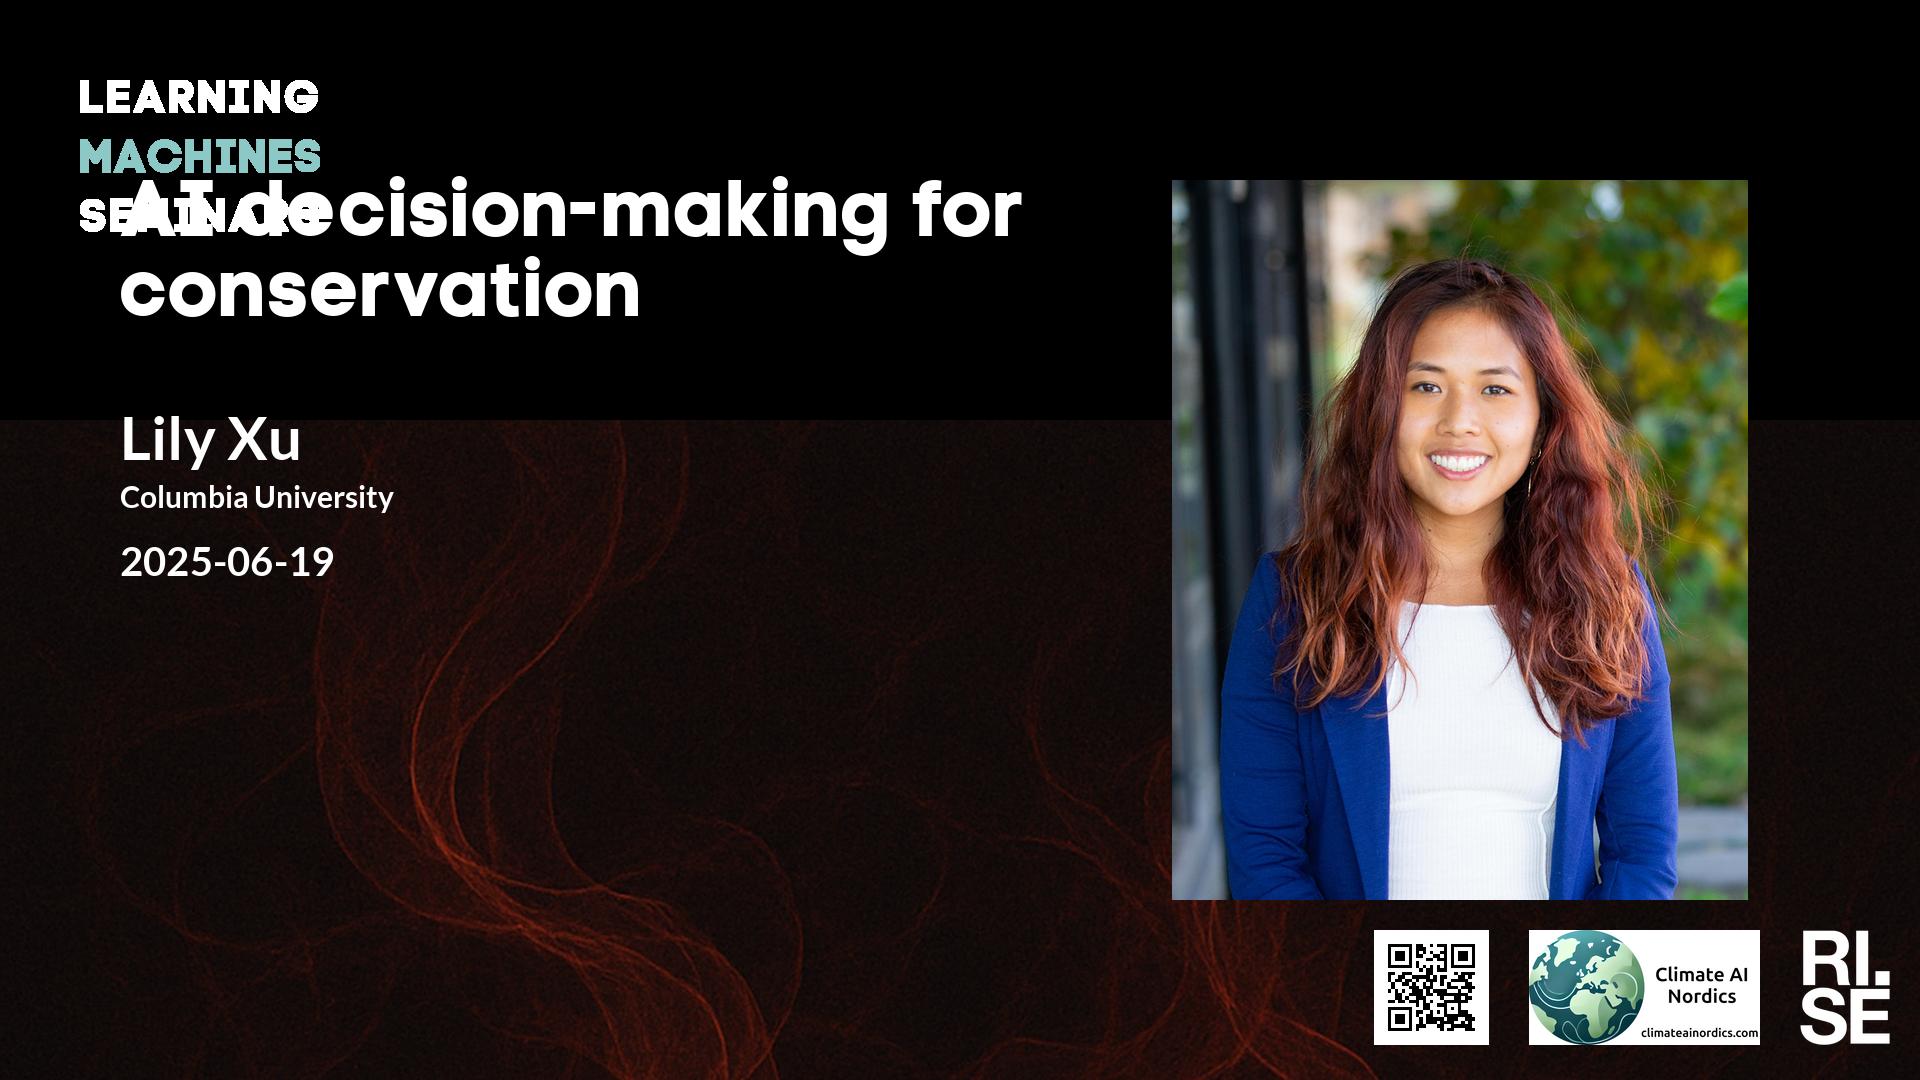 LEARNING
MACHINES
SEMINARS
AI decision-making for
conservation
Lily Xu
Columbia University
2025-06-19
Climate AI
Nordics
climateainordics.com
RI.
SE